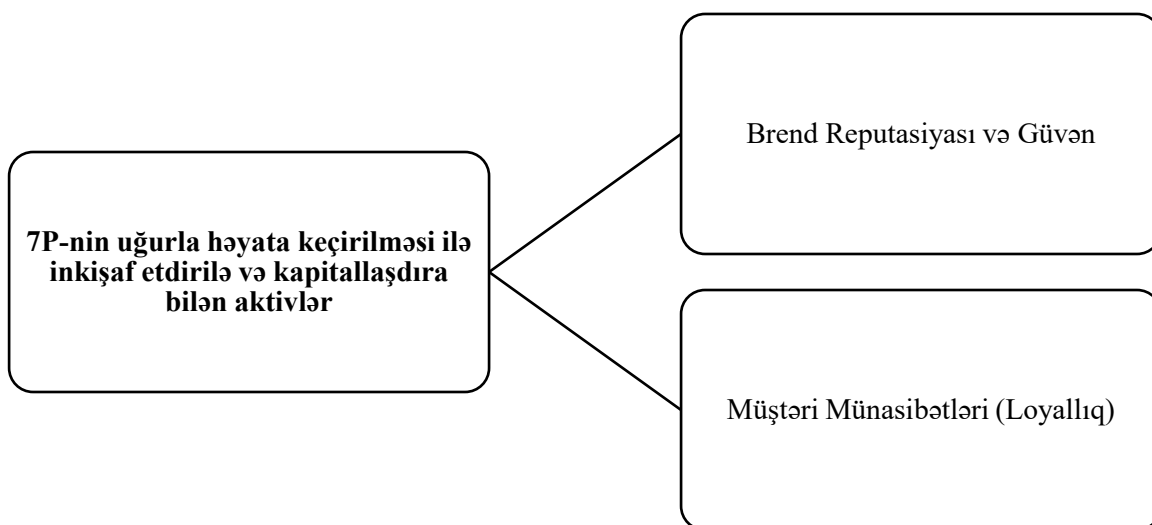 7P-nin uğurla həyata keçirilməsi ilə
inkişaf etdirilə və kapitallaşdıra
bilən aktivlər
Brend Reputasiyası və Güvən
Müştəri Münasibətləri (Loyallıq)